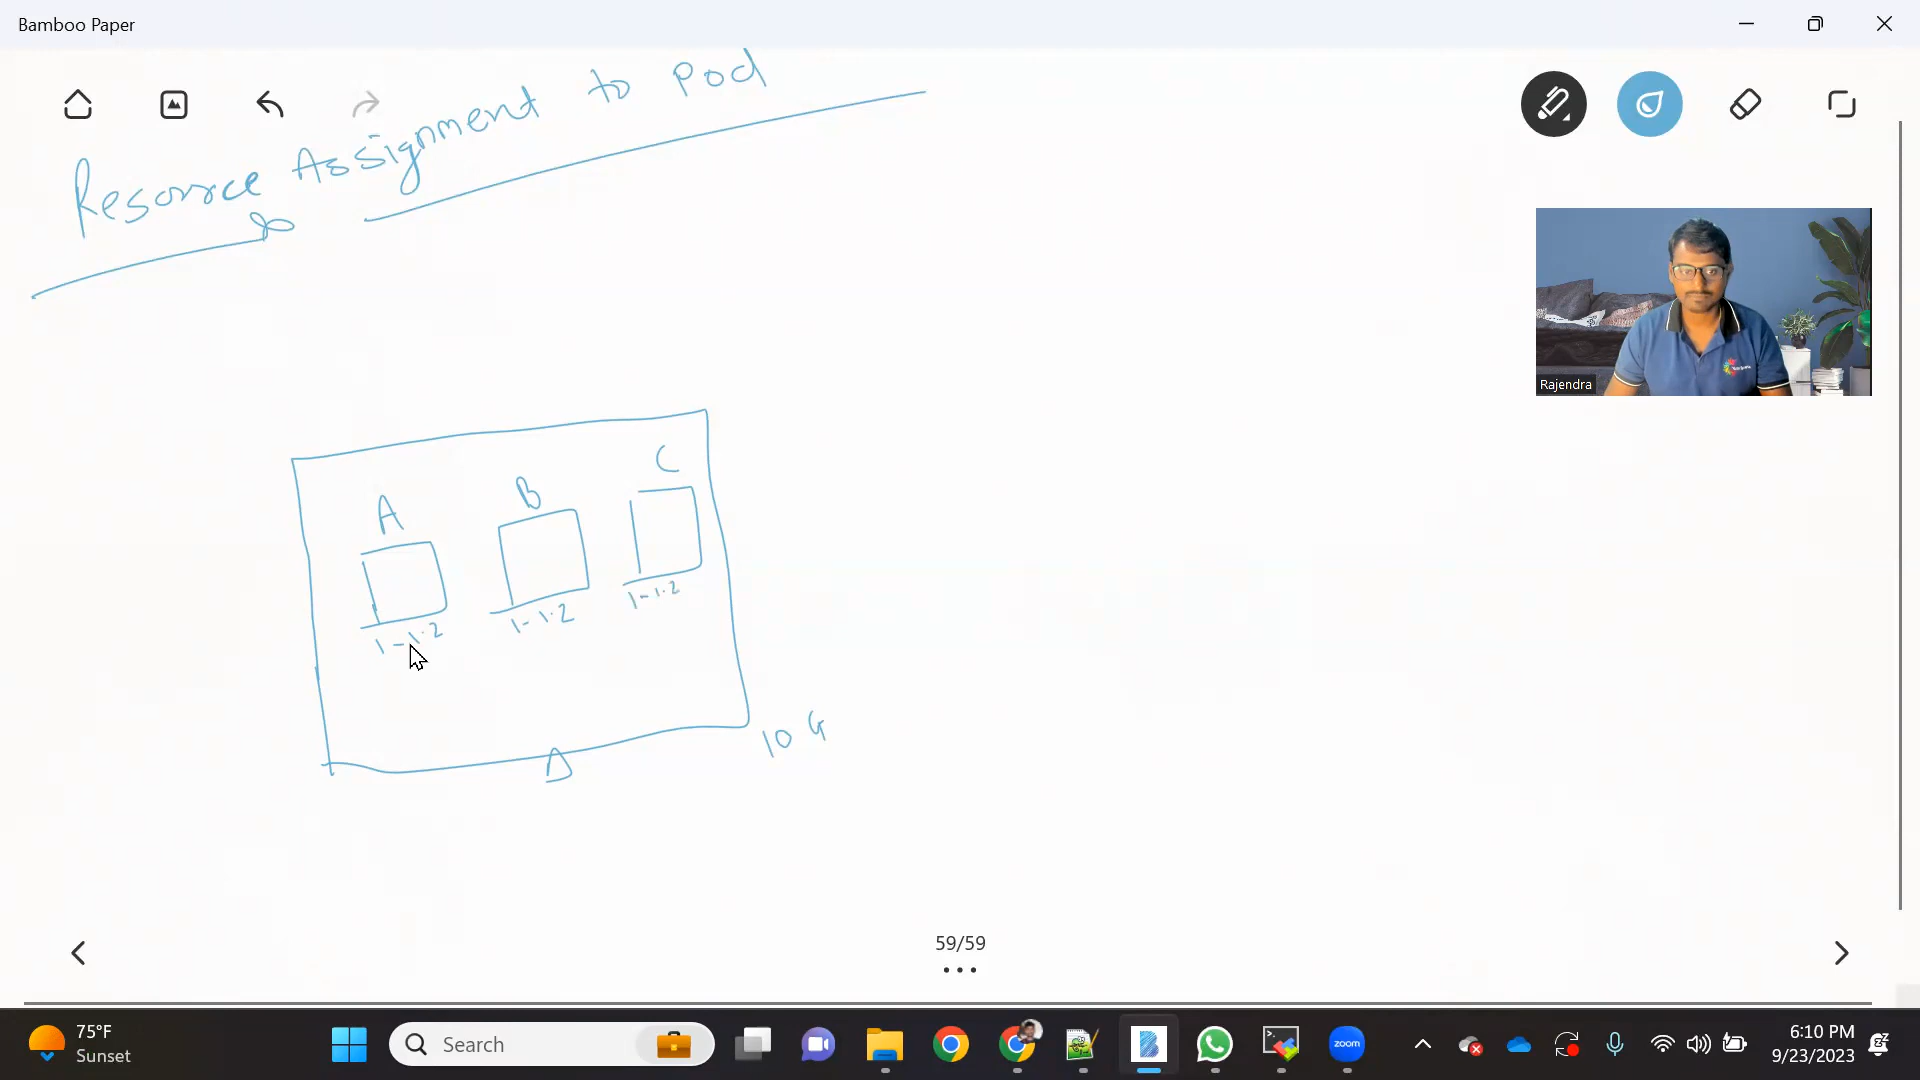 Bamboo Paper
Resource Assignment to Pod
Rajendra
A B C
1-1.2 1-1.2 1-1.2
10 G
59/59
75°F
Sunset
Search
zoom
6:10 PM
9/23/2023